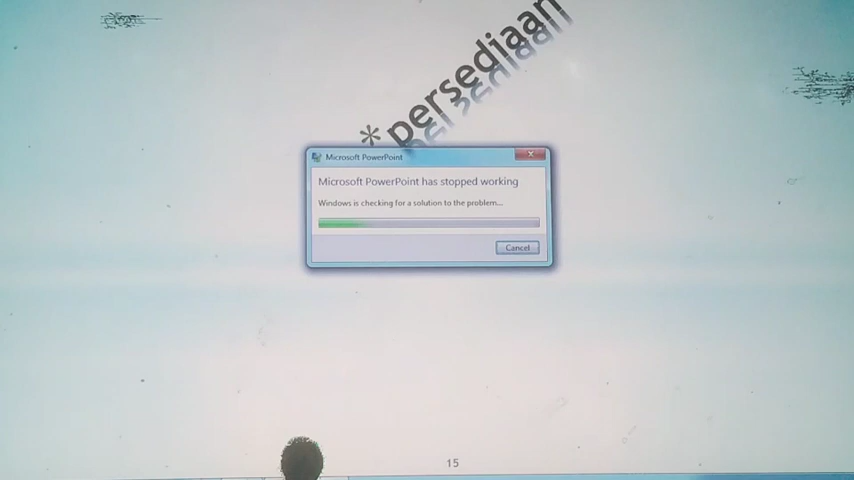 *persediaan
Microsoft PowerPoint
Microsoft PowerPoint has stopped working
Windows is checking for a solution to the problem...
Cancel
15